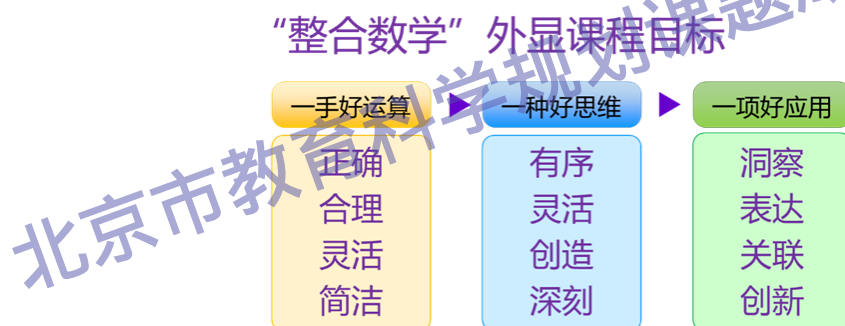 “整合数学”外显课程目标
一手好运算
一种好思维
一项好应用
正确
合理
灵活
简洁
有序
灵活
创造
深刻
洞察
表达
关联
创新
北京市教育科学规划课题